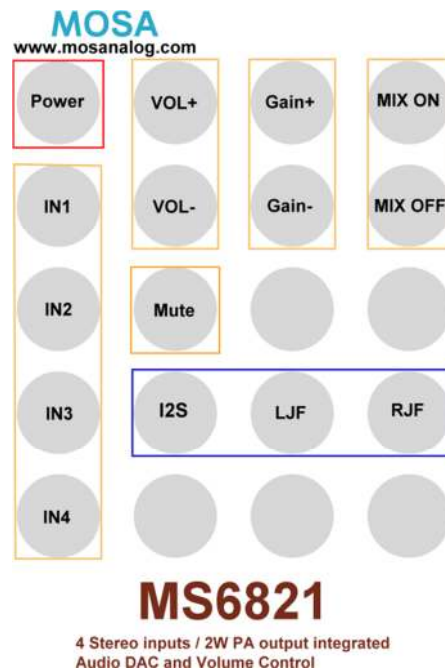 MOSA
www.mosanalog.com
Power VOL+ Gain+ MIX ON
IN1 VOL- Gain- MIX OFF
IN2 Mute
IN3 I2S LJF RJF
IN4
MS6821
4 Stereo inputs / 2W PA output integrated
Audio DAC and Volume Control